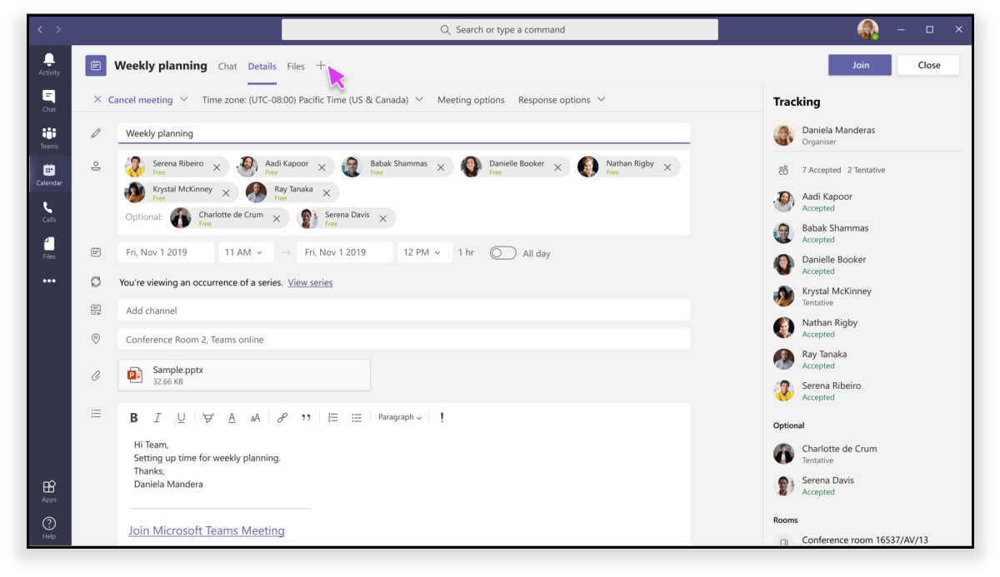 Search or type a command
Activity
Chat
Teams
Calendar
Calls
Files
Apps
Help
Weekly planning Chat Details Files
Join Close
Cancel meeting Time zone: (UTC-08:00) Pacific Time (US & Canada) Meeting options Response options
Weekly planning
Serena Ribeiro Aadi Kapoor Babak Shammas Danielle Booker Nathan Rigby
Free Free Free Free Free
Krystal McKinney Ray Tanaka
Free Free
Optional: Charlotte de Crum Serena Davis
Free Free
Fri, Nov 1 2019 11 AM Fri, Nov 1 2019 12 PM 1 hr All day
You're viewing an occurrence of a series. View series
Add channel
Conference Room 2, Teams online
P
Sample.pptx
32.66 KB
B I U A AA Paragraph !
Hi Team,
Setting up time for weekly planning.
Thanks,
Daniela Mandera
Join Microsoft Teams Meeting
Tracking
Daniela Manderas
Organiser
7 Accepted 2 Tentative
Aadi Kapoor
Accepted
Babak Shammas
Accepted
Danielle Booker
Accepted
Krystal McKinney
Tentative
Nathan Rigby
Accepted
Ray Tanaka
Accepted
Serena Ribeiro
Accepted
Optional
Charlotte de Crum
Tentative
Serena Davis
Accepted
Rooms
Conference room 16537/AV/13